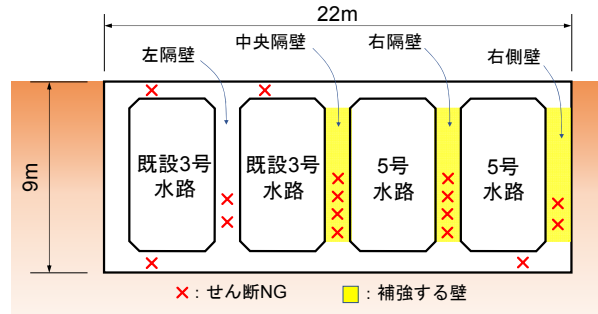 22m
左隔壁
中央隔壁
右隔壁
右側壁
9m
既設3号
水路
既設3号
水路
5号
水路
5号
水路
×：せん断NG
：補強する壁